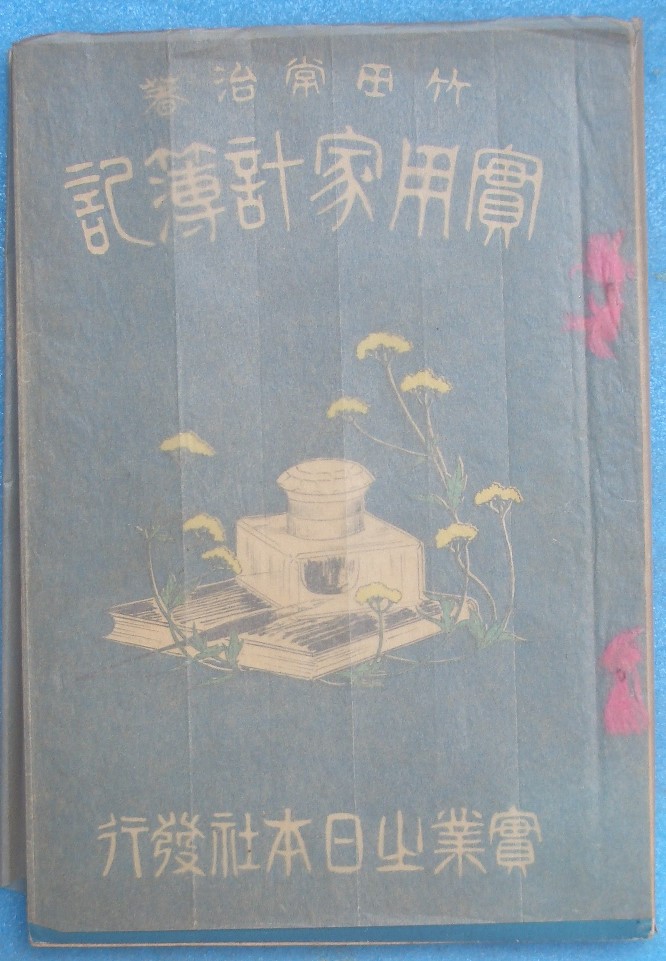 竹田常治著
實用家計簿記
實業之日本社發行